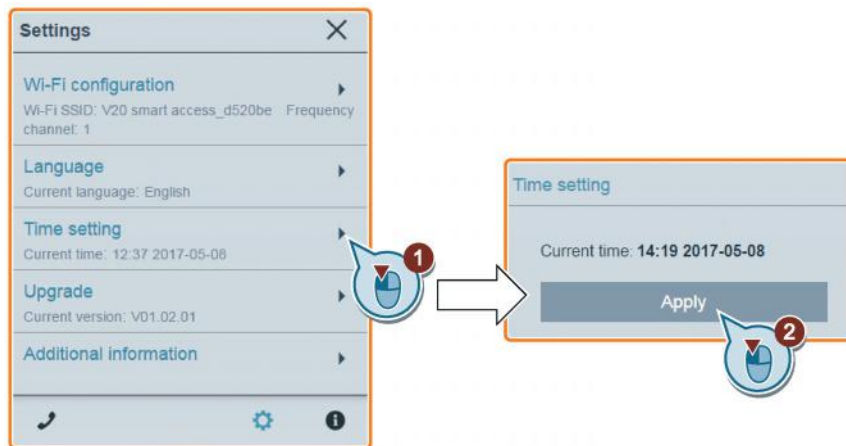 Settings
Wi-Fi configuration
Wi-Fi SSID: V20 smart access_d520be Frequency
channel: 1
Language
Current language: English
Time setting
Current time: 12:37 2017-05-08
Upgrade
Current version: V01.02.01
Additional information
1
Time setting
Current time: 14:19 2017-05-08
Apply
2